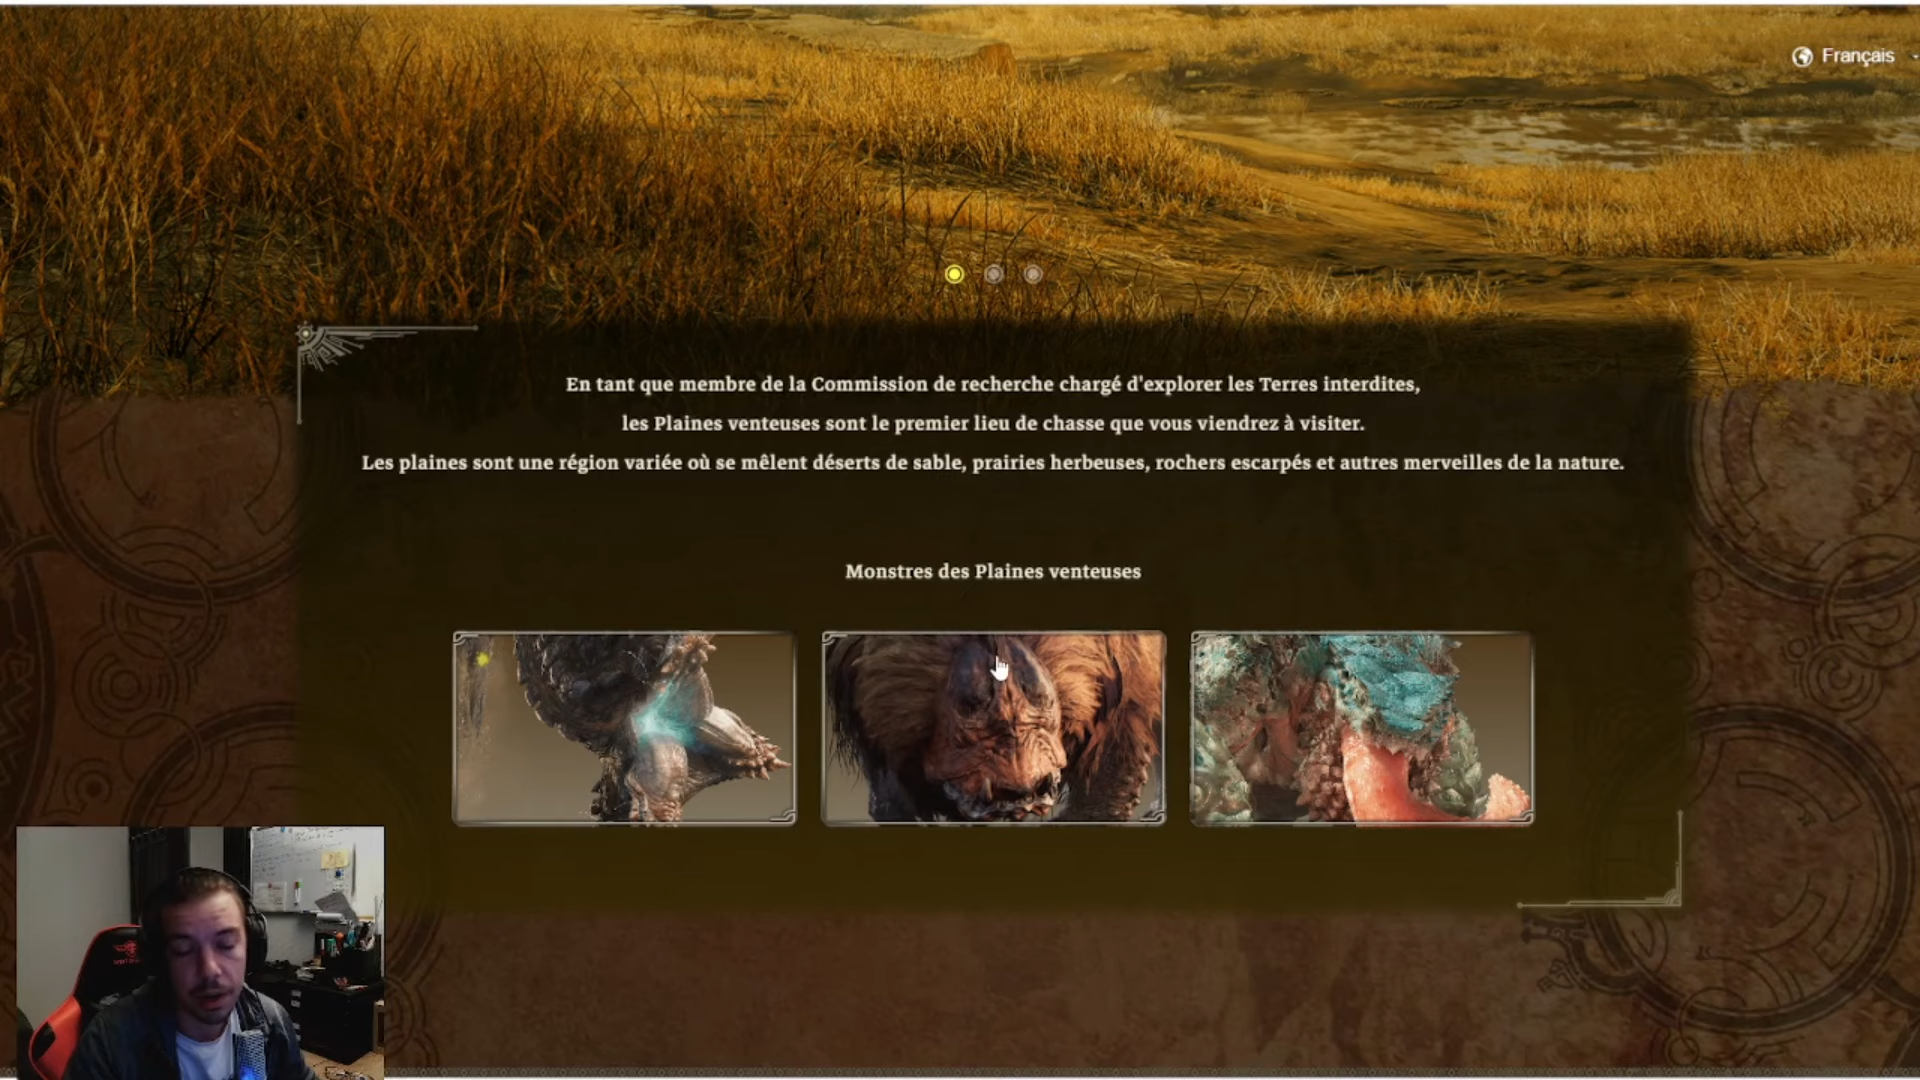 Français
En tant que membre de la Commission de recherche chargé d'explorer les Terres interdites,
les Plaines venteuses sont le premier lieu de chasse que vous viendrez à visiter.
Les plaines sont une région variée où se mêlent déserts de sable, prairies herbeuses, rochers escarpés et autres merveilles de la nature.
Monstres des Plaines venteuses